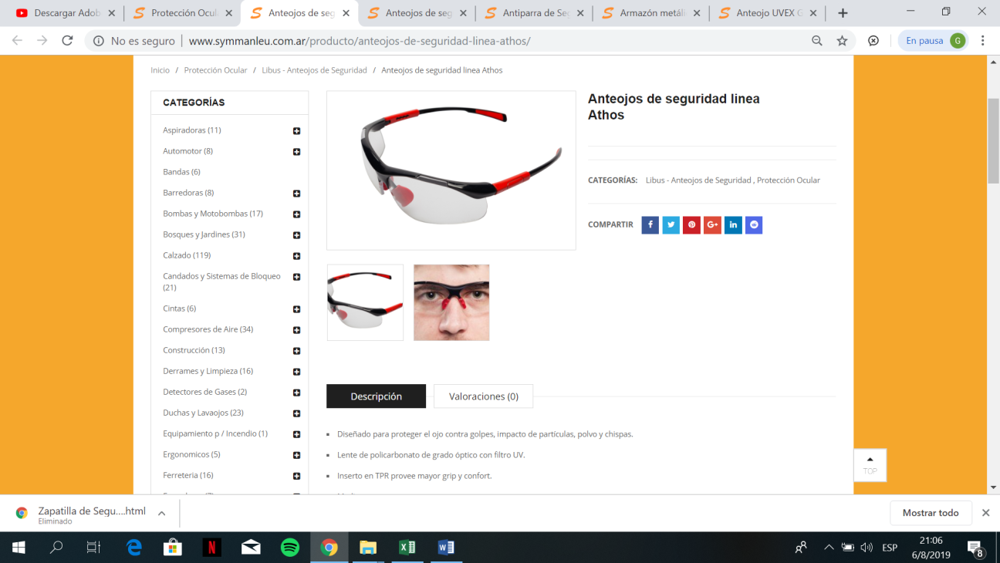 Descargar Adob
Protección Ocul
Anteojos de seg
Anteojos de seg
Antiparra de Se
Armazón metáli
Anteojo UVEX G
No es seguro
www.symmanleu.com.ar/producto/anteojos-de-seguridad-linea-athos/
En pausa
G
Inicio / Protección Ocular / Libus - Anteojos de Seguridad / Anteojos de seguridad linea Athos
CATEGORÍAS
Aspiradoras (11)
Automotor (8)
Bandas (6)
Barredoras (8)
Bombas y Motobombas (17)
Bosques y Jardines (31)
Calzado (119)
Candados y Sistemas de Bloqueo
(21)
Cintas (6)
Compresores de Aire (34)
Construcción (13)
Derrames y Limpieza (16)
Detectores de Gases (2)
Duchas y Lavaojos (23)
Equipamiento p / Incendio (1)
Ergonomicos (5)
Ferreteria (16)
Anteojos de seguridad linea
Athos
CATEGORÍAS: Libus - Anteojos de Seguridad , Protección Ocular
COMPARTIR
Descripción
Valoraciones (0)
Diseñado para proteger el ojo contra golpes, impacto de partículas, polvo y chispas.
Lente de policarbonato de grado óptico con filtro UV.
Inserto en TPR provee mayor grip y confort.
TOP
Zapatilla de Segu....html
Eliminado
Mostrar todo
ESP
21:06
6/8/2019
8